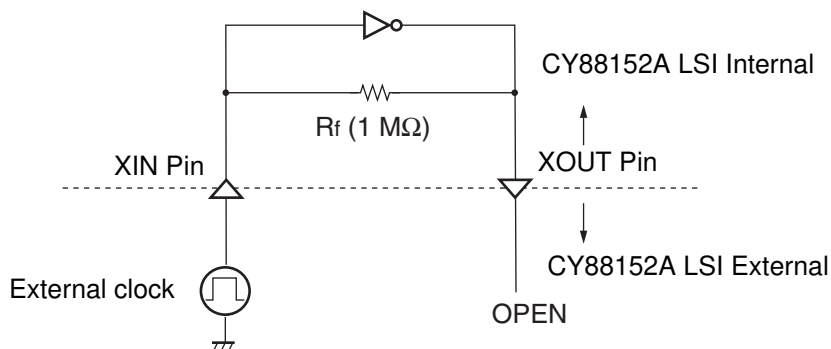 CY88152A LSI Internal
Rf (1 MΩ)
XIN Pin
XOUT Pin
CY88152A LSI External
External clock
OPEN